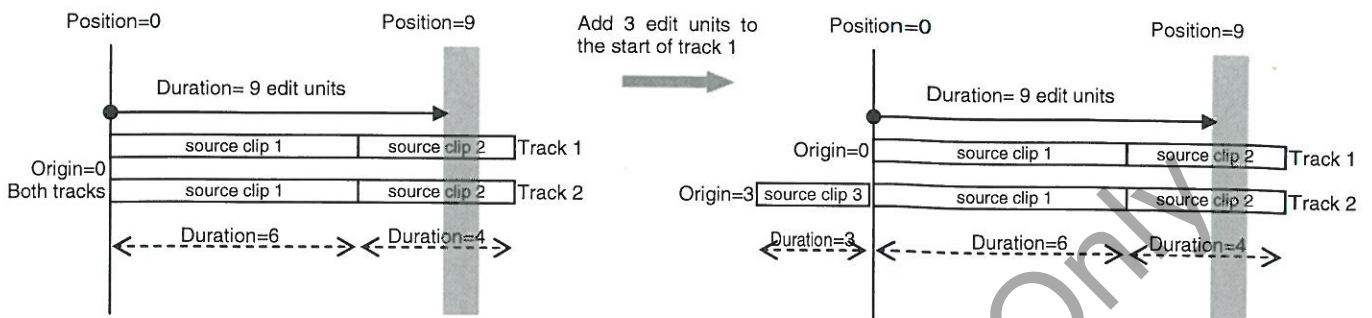 Position=0
Position=9
Duration= 9 edit units
source clip 1
source clip 2
Track 1
Origin=0
Both tracks
source clip 1
source clip 2
Track 2
Duration=6
Duration=4
Add 3 edit units to
the start of track 1
Position=0
Position=9
Duration= 9 edit units
Origin=0
source clip 1
source clip 2
Track 1
Origin=3
source clip 3
source clip 1
source clip 2
Track 2
Duration=3
Duration=6
Duration=4
Only